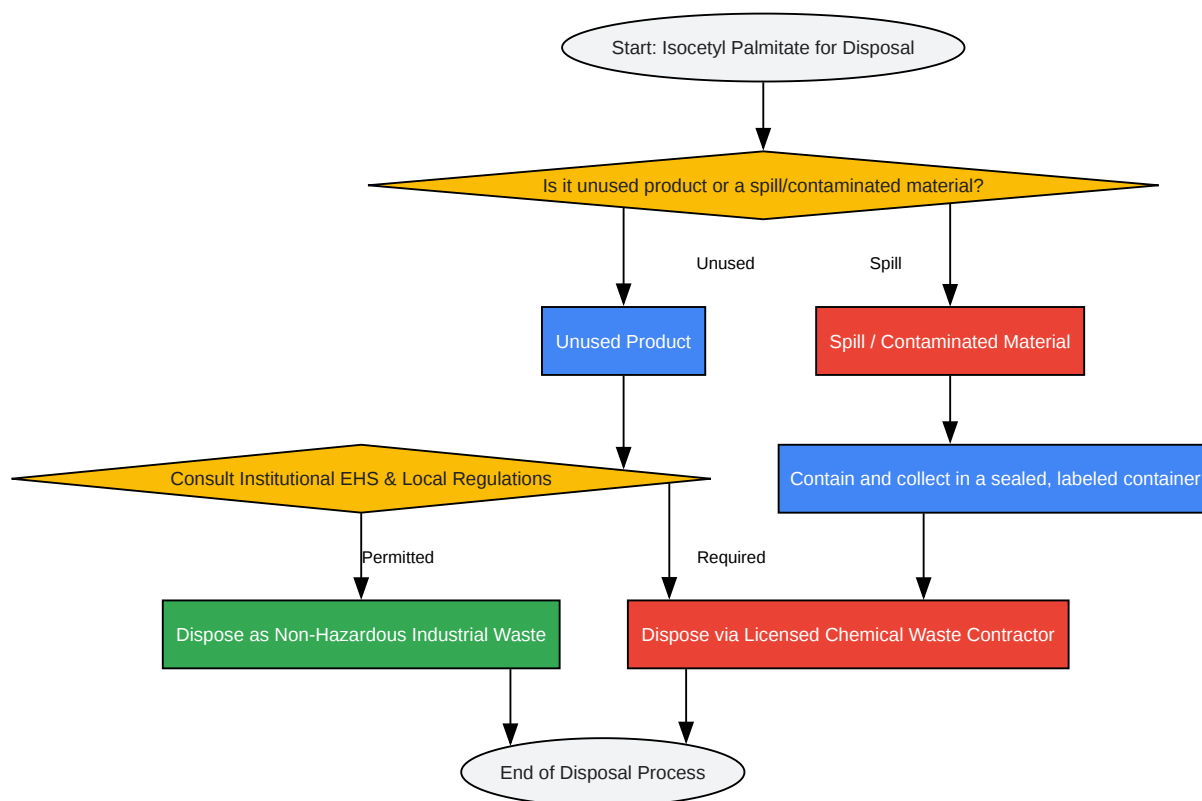 Start: Isocetyl Palmitate for Disposal
Is it unused product or a spill/contaminated material?
Unused
Spill
Unused Product
Spill / Contaminated Material
Consult Institutional EHS & Local Regulations
Contain and collect in a sealed, labeled container
Permitted
Required
Dispose as Non-Hazardous Industrial Waste
Dispose via Licensed Chemical Waste Contractor
End of Disposal Process